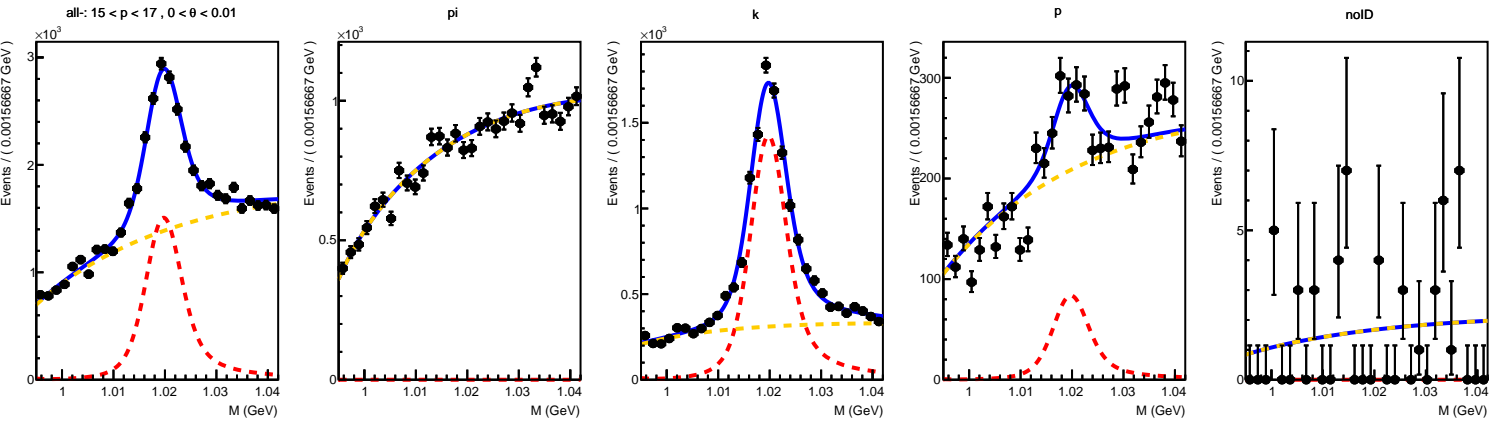 all-: 15 < p < 17 , 0 < θ < 0.01
×10³
Events / ( 0.00156667 GeV )
3
2
1
0
1 1.01 1.02 1.03 1.04
M (GeV)
pi
×10³
Events / ( 0.00156667 GeV )
1
0.5
0
1 1.01 1.02 1.03 1.04
M (GeV)
k
×10³
Events / ( 0.00156667 GeV )
1.5
1
0.5
0
1 1.01 1.02 1.03 1.04
M (GeV)
p
Events / ( 0.00156667 GeV )
300
200
100
0
1 1.01 1.02 1.03 1.04
M (GeV)
noID
Events / ( 0.00156667 GeV )
10
5
0
1 1.01 1.02 1.03 1.04
M (GeV)